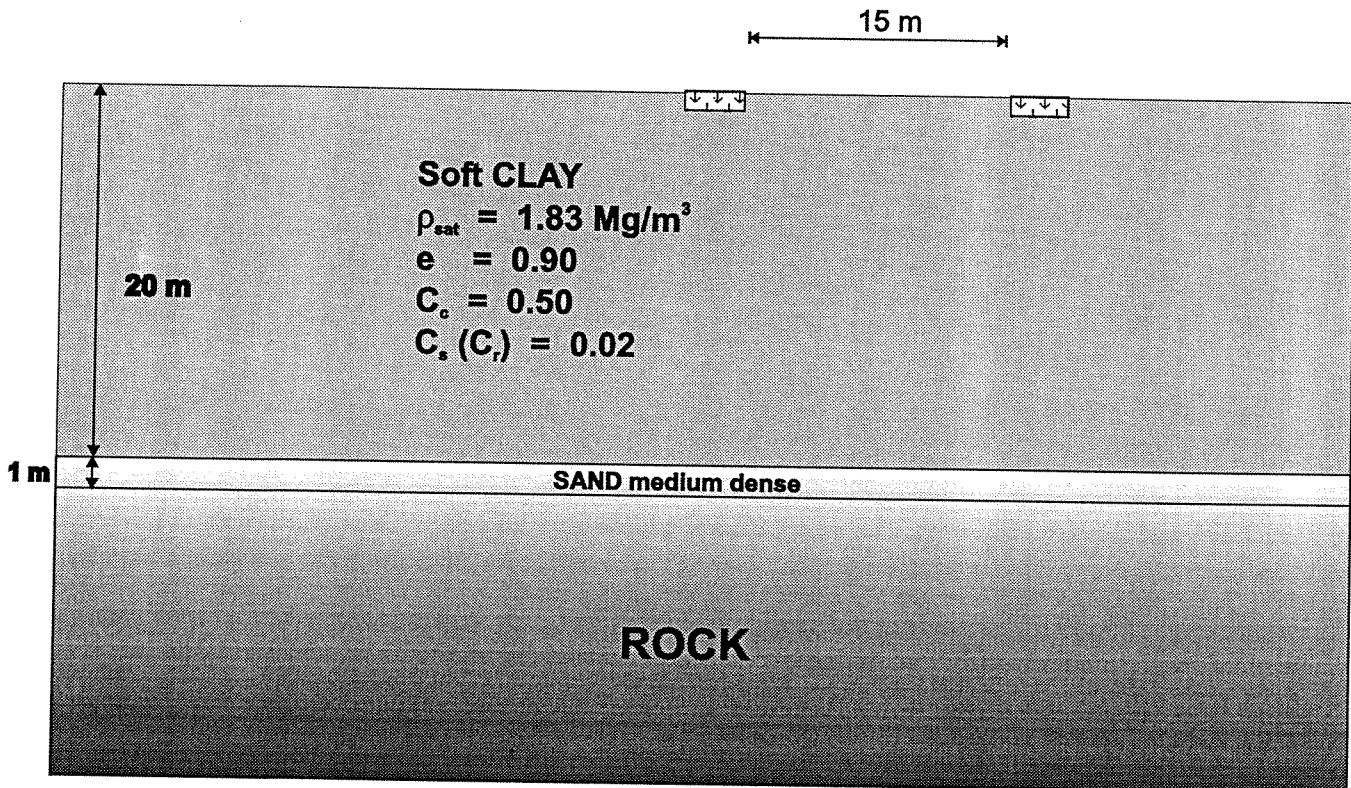 15 m
Soft CLAY
ρsat = 1.83 Mg/m³
e = 0.90
20 m
Cc = 0.50
Cs (Cr) = 0.02
1 m
SAND medium dense
ROCK